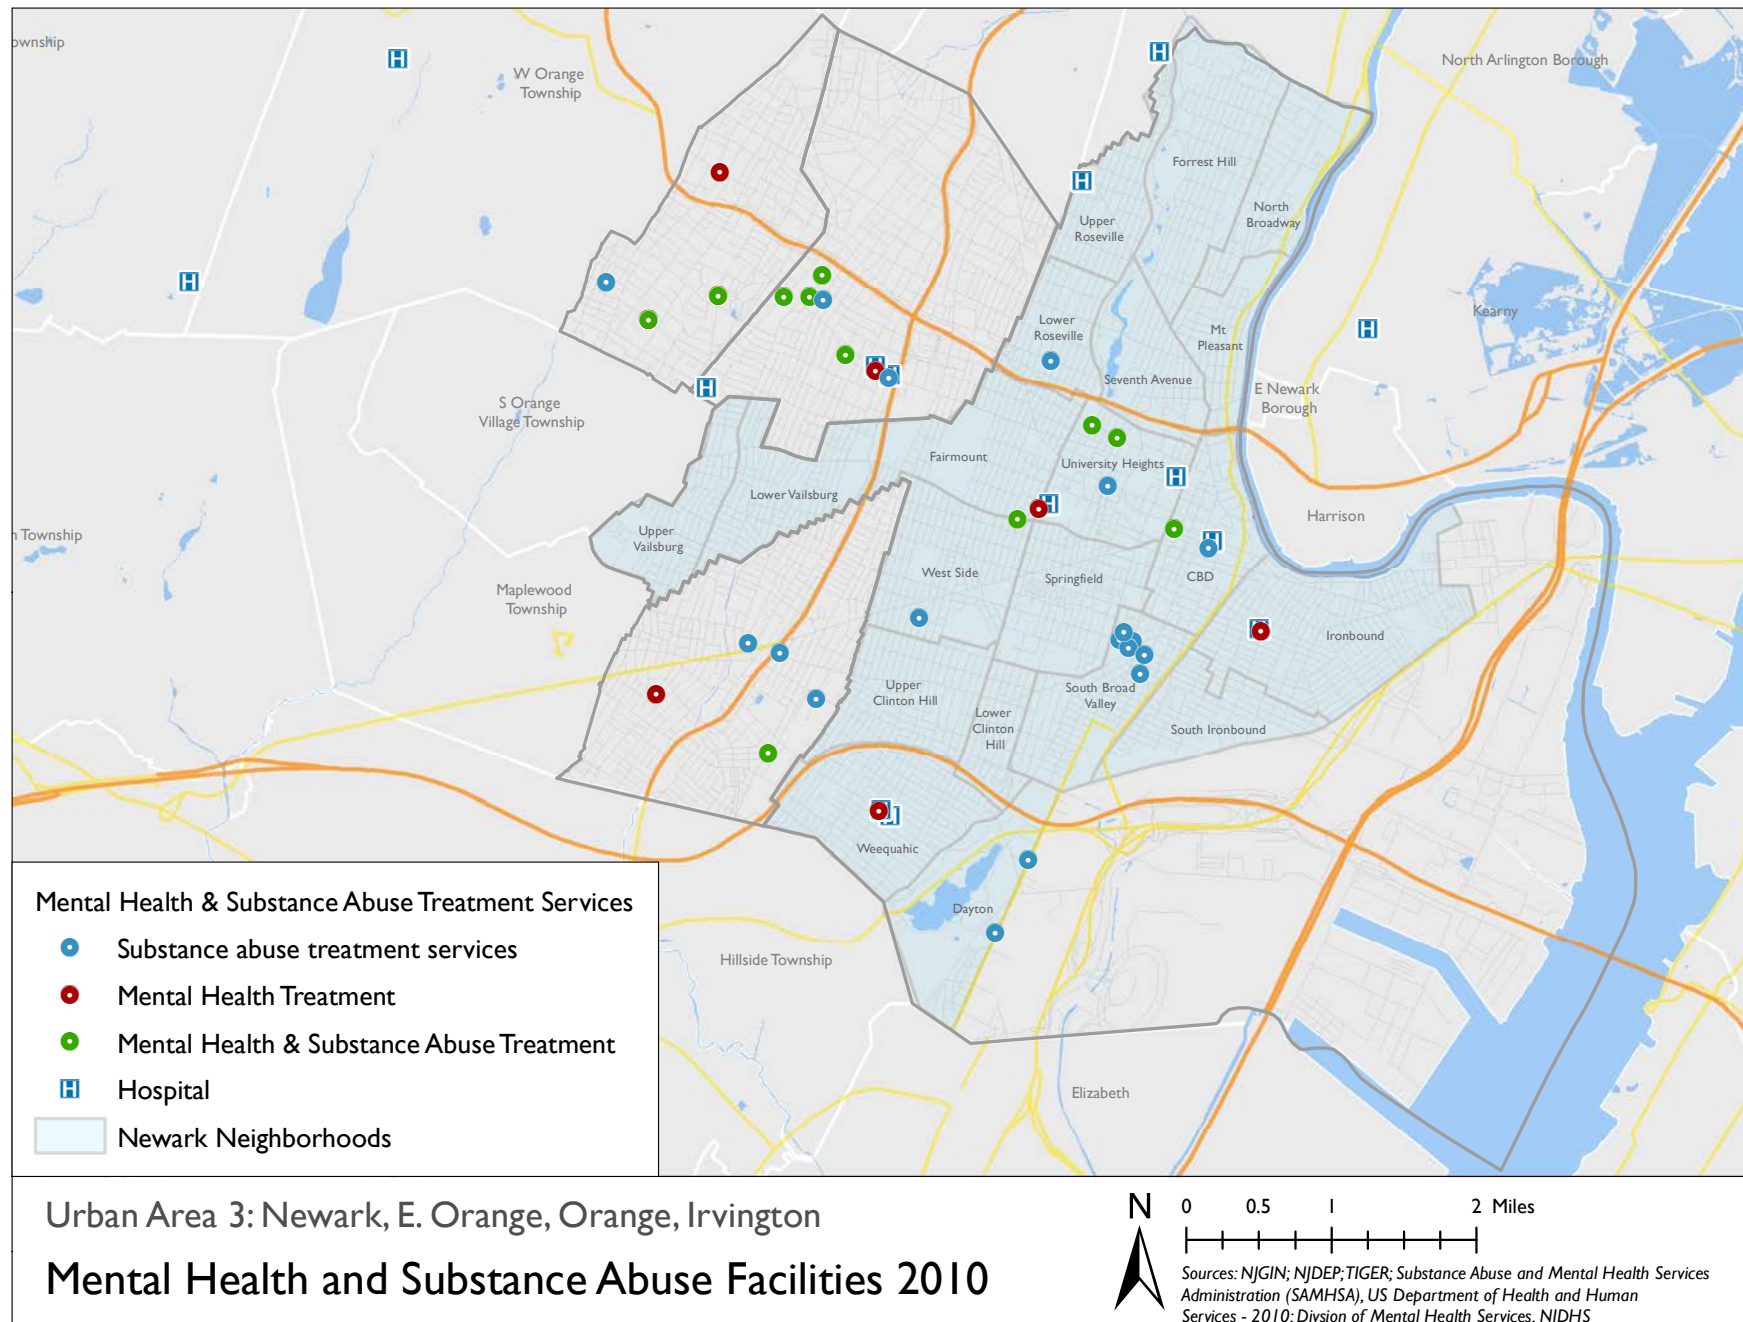 ownship
W Orange
Township
North Arlington Borough
Forrest Hill
North
Broadway
Upper
Roseville
Kearny
Lower
Roseville
Mt
Pleasant
Seventh Avenue
E Newark
Borough
S Orange
Village Township
Fairmount
University Heights
Lower Vailsburg
Harrison
Upper
Vailsburg
n Township
West Side
Springfield
CBD
Maplewood
Township
Ironbound
Upper
Clinton Hill
South Broad
Valley
Lower
Clinton
Hill
South Ironbound
Weequahic
Dayton
Hillside Township
Elizabeth
Mental Health & Substance Abuse Treatment Services
Substance abuse treatment services
Mental Health Treatment
Mental Health & Substance Abuse Treatment
H Hospital
Newark Neighborhoods
Urban Area 3: Newark, E. Orange, Orange, Irvington
Mental Health and Substance Abuse Facilities 2010
N
0 0.5 1 2 Miles
Sources: NJGIN; NJDEP; TIGER; Substance Abuse and Mental Health Services
Administration (SAMHSA), US Department of Health and Human
Services - 2010; Divsion of Mental Health Services, NJDHS